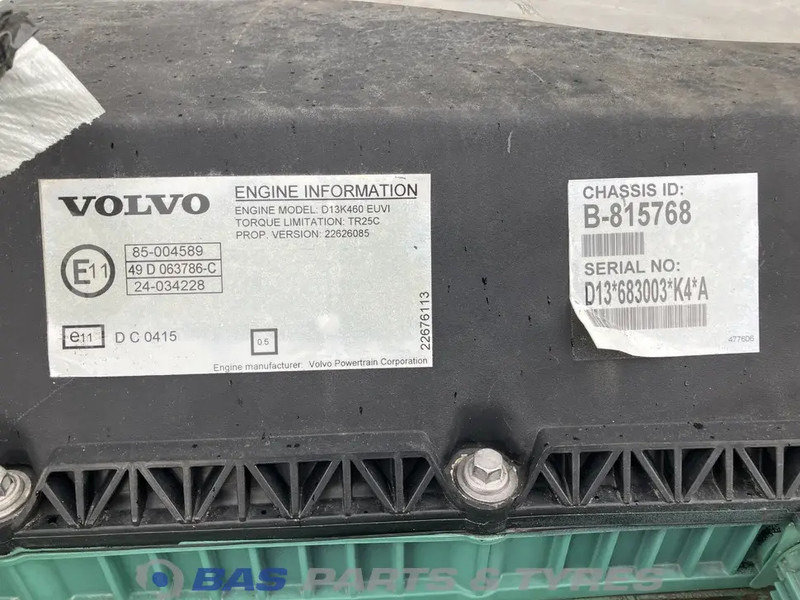 VOLVO
ENGINE INFORMATION
ENGINE MODEL: D13K460 EUVI
TORQUE LIMITATION: TR25C
PROP. VERSION: 22626085
E11
85-004589
49 D 063786-C
24-034228
e11 D C 0415
0.5
22676113
Engine manufacturer: Volvo Powertrain Corporation
CHASSIS ID:
B-815768
SERIAL NO:
D13*683003*K4*A
477606
BAS PARTS & TYRES